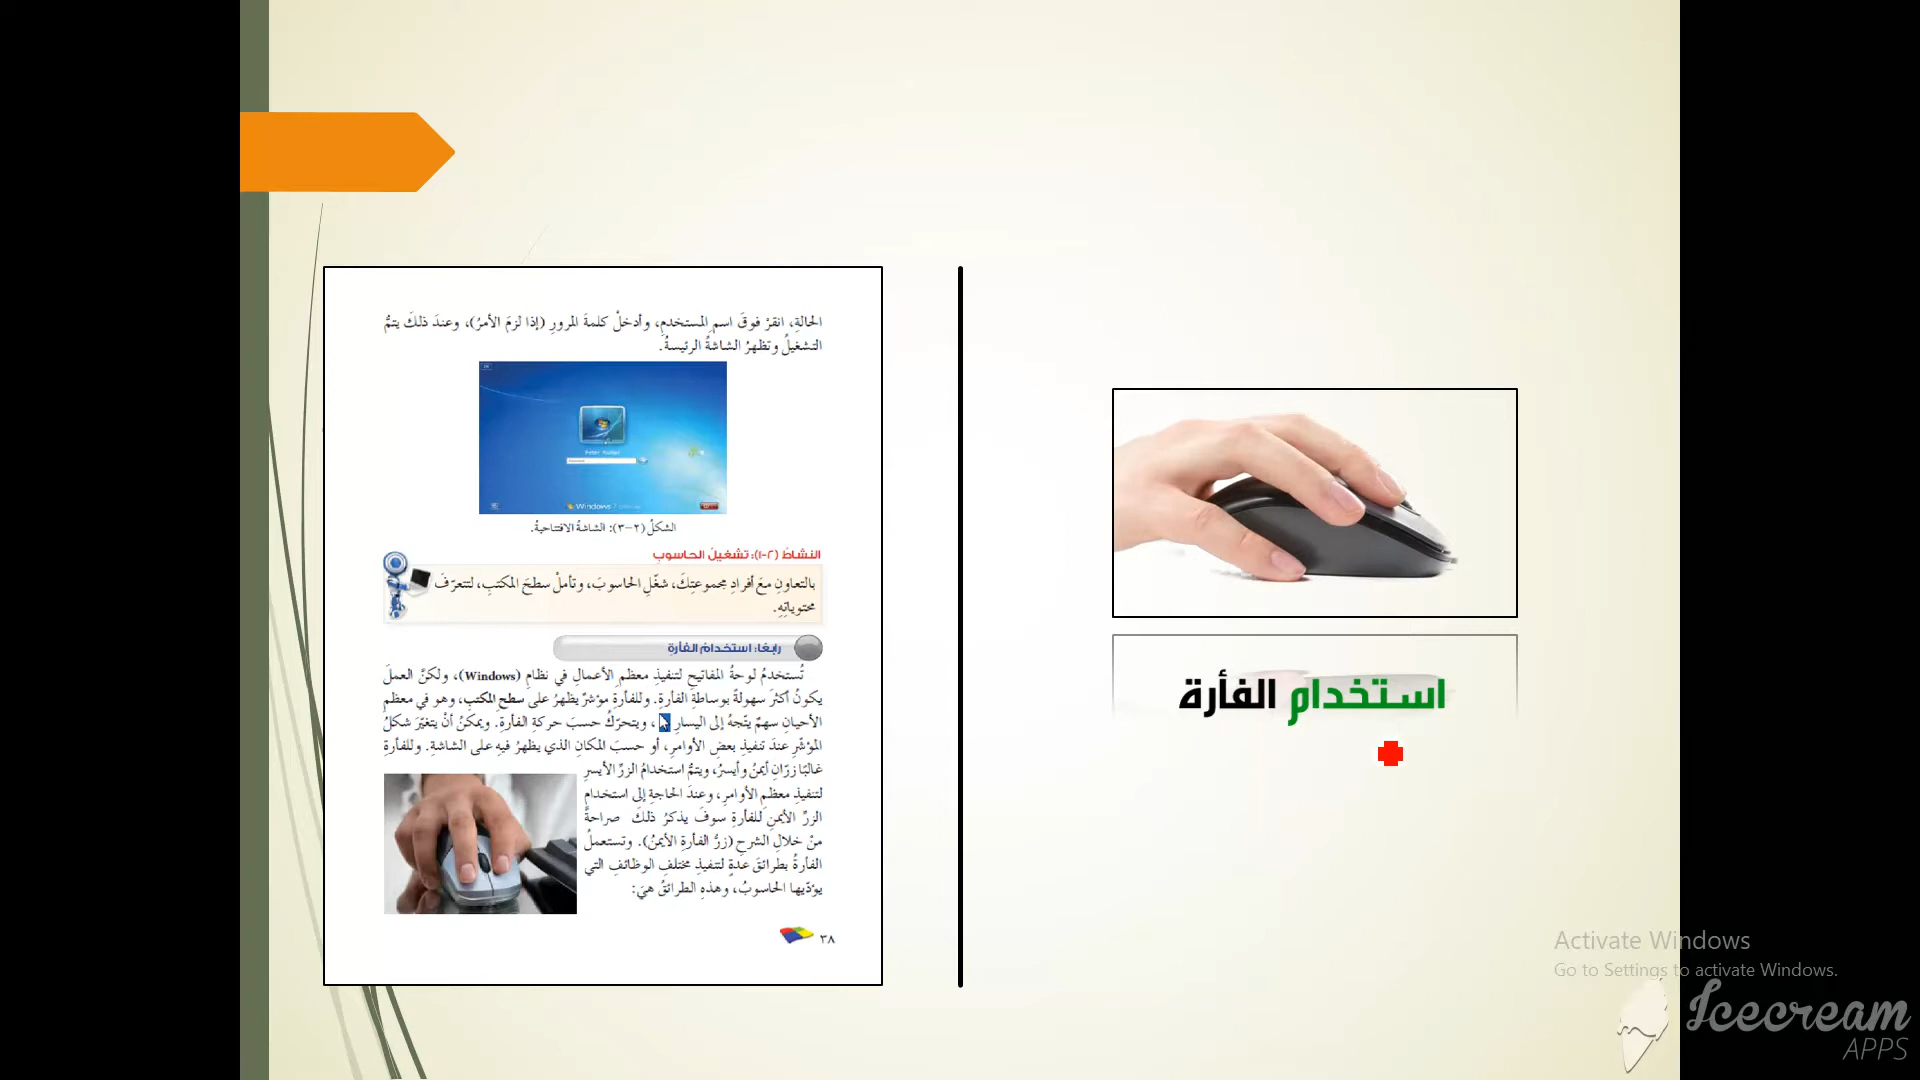 الحالةِ، انقرْ فوقَ اسمِ المستخدمِ، وأدخلْ كلمةَ المرورِ (إذا لزمَ الأمرُ)، وعندَ ذلكَ يتمُّ
التشغيلُ وتظهرُ الشاشةُ الرئيسةُ.
Windows 7
الشكلُ (٢-٣): الشاشةُ الافتتاحيةُ.
النشاطُ (٢-١): تشغيلُ الحاسوبِ
بالتعاونِ معَ أفرادِ مجموعتِكَ، شغّلِ الحاسوبَ، وتأملْ سطحَ المكتبِ، لتتعرّفَ
محتوياتِهِ.
رابعًا: استخدامُ الفأرةِ
تُستخدمُ لوحةُ المفاتيحِ لتنفيذِ معظمِ الأعمالِ في نظامِ (Windows)، ولكنَّ العملَ
يكونُ أكثرَ سهولةً بوساطةِ الفأرةِ. وللفأرةِ مؤشرٌ يظهرُ على سطحِ المكتبِ، وهو في معظمِ
الأحيانِ سهمٌ يتّجهُ إلى اليسارِ ، ويتحرّكُ حسبَ حركةِ الفأرةِ. ويمكنُ أنْ يتغيّرَ شكلُ
المؤشّرِ عندَ تنفيذِ بعضِ الأوامرِ، أو حسبَ المكانِ الذي يظهرُ فيهِ على الشاشةِ. وللفأرةِ
غالبًا زرّانِ أيمنُ وأيسرُ، ويتمُّ استخدامُ الزرِّ الأيسرِ
لتنفيذِ معظمِ الأوامرِ، وعندَ الحاجةِ إلى استخدامِ
الزرِّ الأيمنِ للفأرةِ سوفَ يذكرُ ذلكَ صراحةً
منْ خلالِ الشرحِ (زرُّ الفأرةِ الأيمنُ). وتستعملُ
الفأرةُ بطرائقَ عدةٍ لتنفيذِ مختلفِ الوظائفِ التي
يؤدّيها الحاسوبُ، وهذهِ الطرائقُ هيَ:
٣٨
استخدام الفأرة
Activate Windows
Go to Settings to activate Windows.
Icecream
APPS